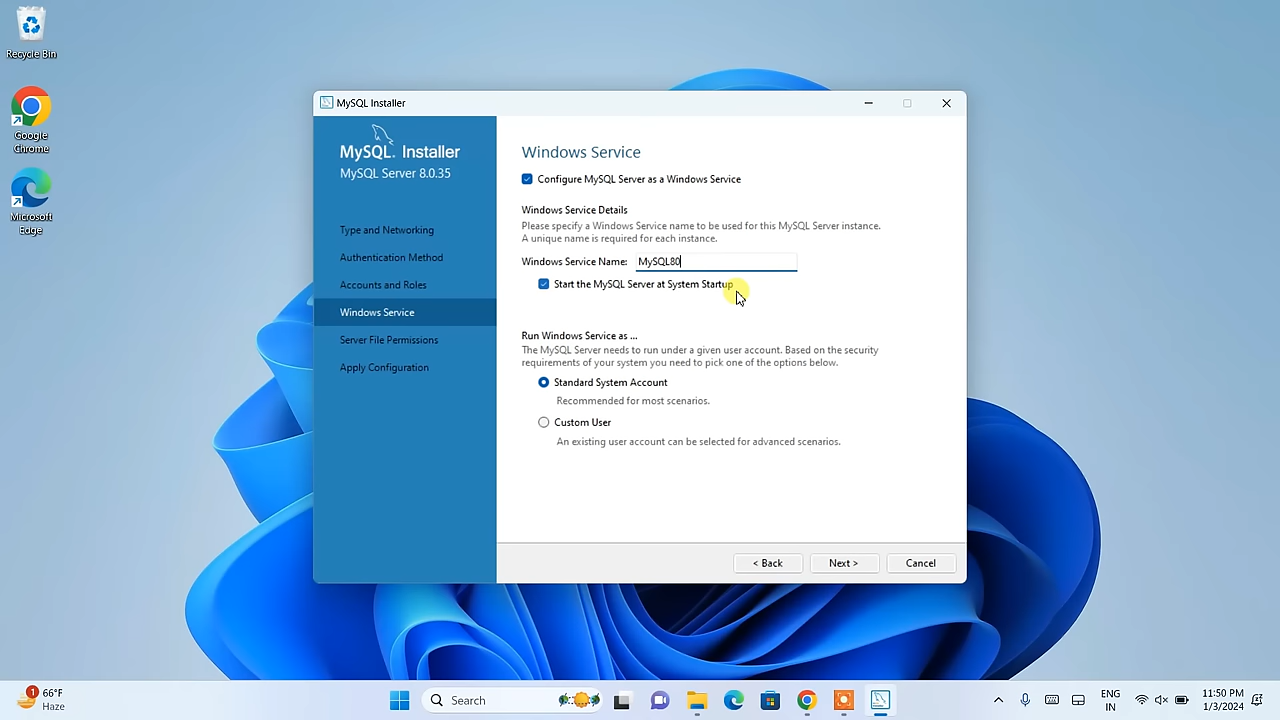 Recycle Bin
Google
Chrome
Microsoft
Edge
MySQL Installer
MySQL. Installer
MySQL Server 8.0.35
Type and Networking
Authentication Method
Accounts and Roles
Windows Service
Server File Permissions
Apply Configuration
Windows Service
Configure MySQL Server as a Windows Service
Windows Service Details
Please specify a Windows Service name to be used for this MySQL Server instance.
A unique name is required for each instance.
Windows Service Name: MySQL80
Start the MySQL Server at System Startup
Run Windows Service as ...
The MySQL Server needs to run under a given user account. Based on the security
requirements of your system you need to pick one of the options below.
Standard System Account
Recommended for most scenarios.
Custom User
An existing user account can be selected for advanced scenarios.
< Back
Next >
Cancel
1
66°F
Haze
Search
ENG
IN
11:50 PM
1/3/2024